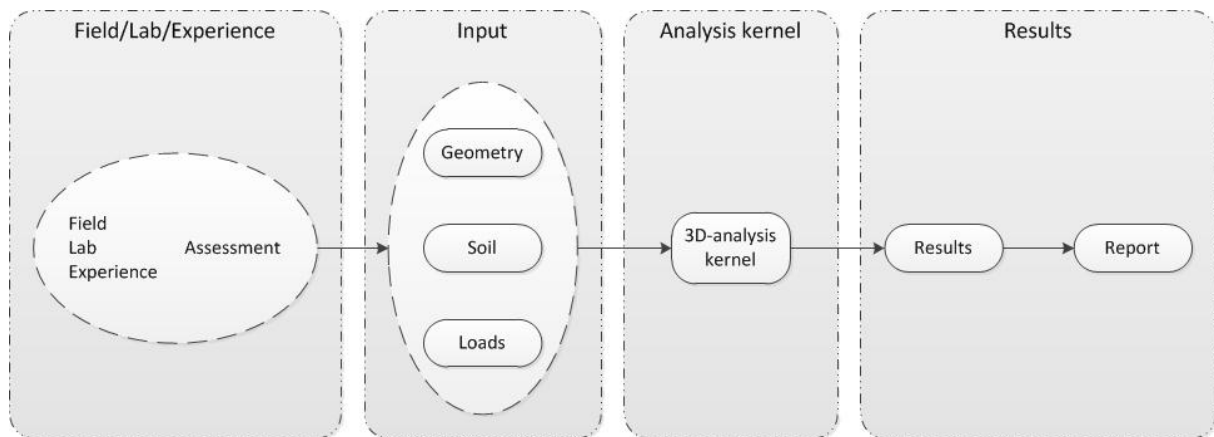 Field/Lab/Experience
Input
Analysis kernel
Results
Field
Lab
Experience
Assessment
Geometry
Soil
Loads
3D-analysis
kernel
Results
Report